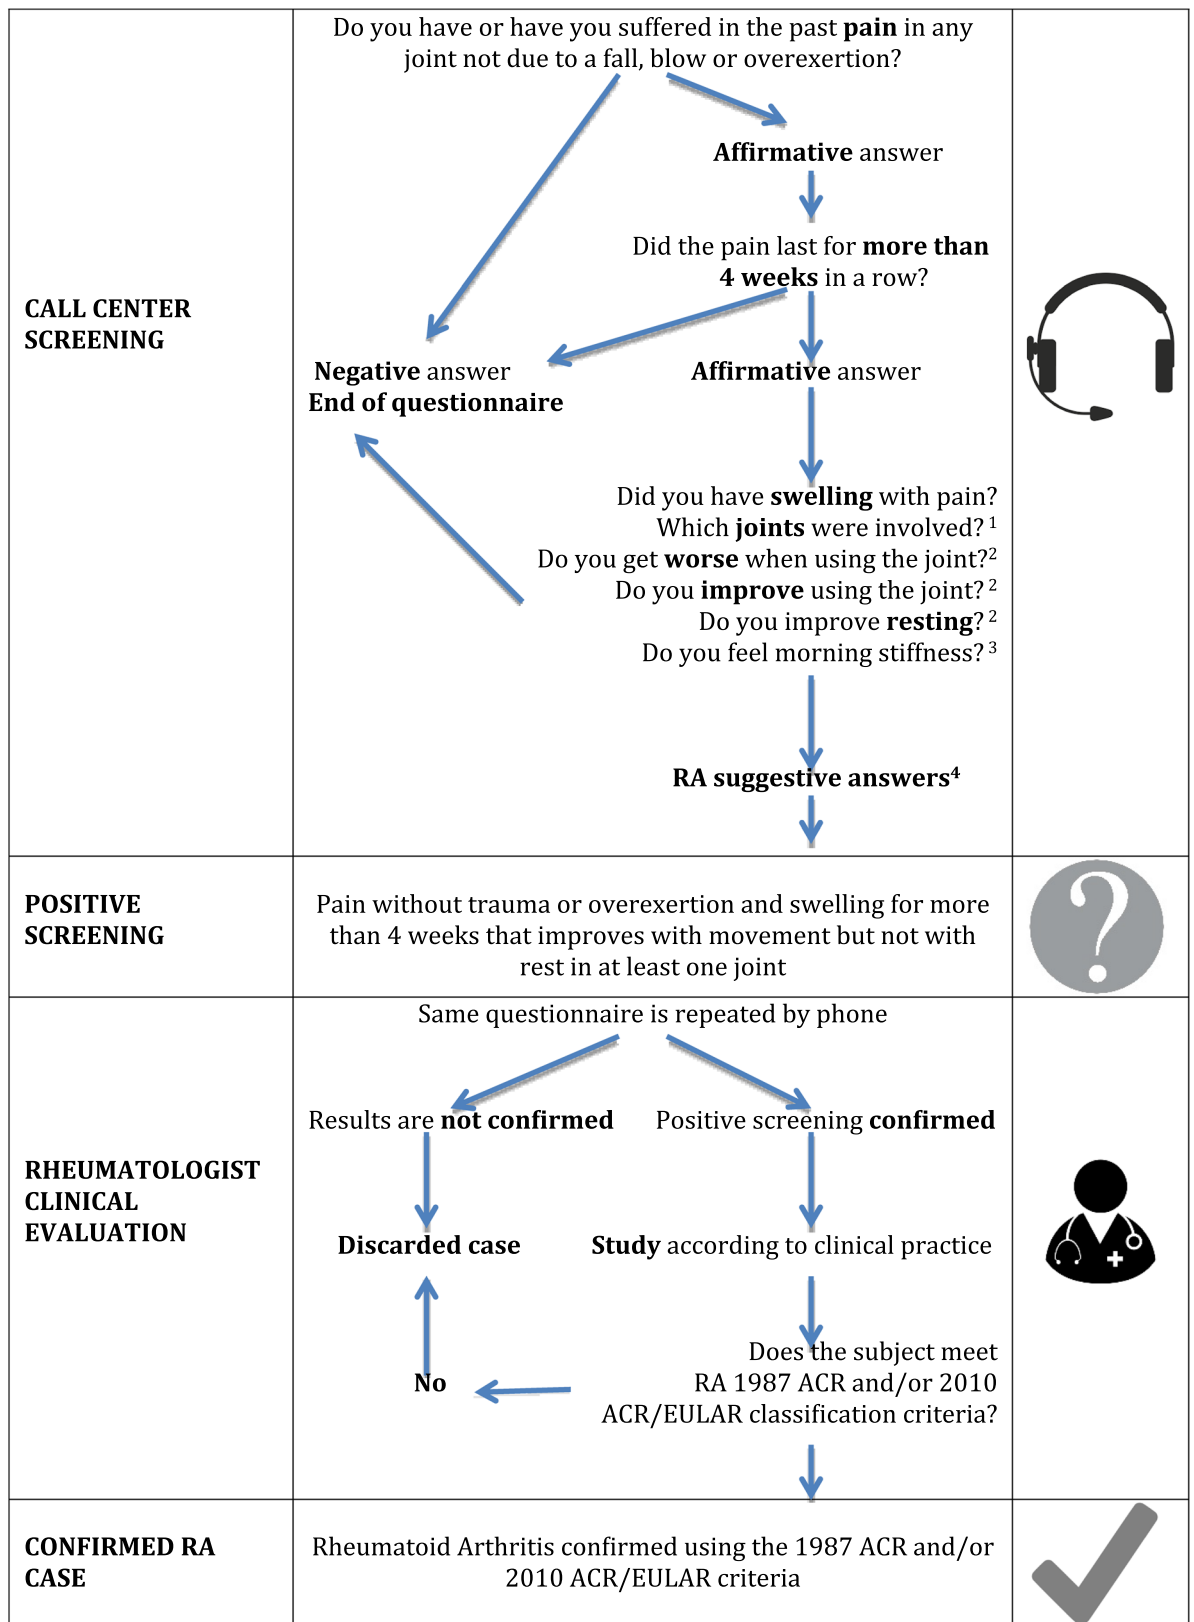 Do you have or have you suffered in the past pain in any
joint not due to a fall, blow or overexertion?
Affirmative answer
Did the pain last for more than
4 weeks in a row?
CALL CENTER
SCREENING
Negative answer
End of questionnaire
Affirmative answer
Did you have swelling with pain?
Which joints were involved? 1
Do you get worse when using the joint?2
Do you improve using the joint? 2
Do you improve resting? 2
Do you feel morning stiffness? 3
RA suggestive answers4
POSITIVE
SCREENING
Pain without trauma or overexertion and swelling for more
than 4 weeks that improves with movement but not with
rest in at least one joint
Same questionnaire is repeated by phone
Results are not confirmed
Positive screening confirmed
RHEUMATOLOGIST
CLINICAL
EVALUATION
Discarded case
Study according to clinical practice
Does the subject meet
RA 1987 ACR and/or 2010
ACR/EULAR classification criteria?
No
CONFIRMED RA
CASE
Rheumatoid Arthritis confirmed using the 1987 ACR and/or
2010 ACR/EULAR criteria